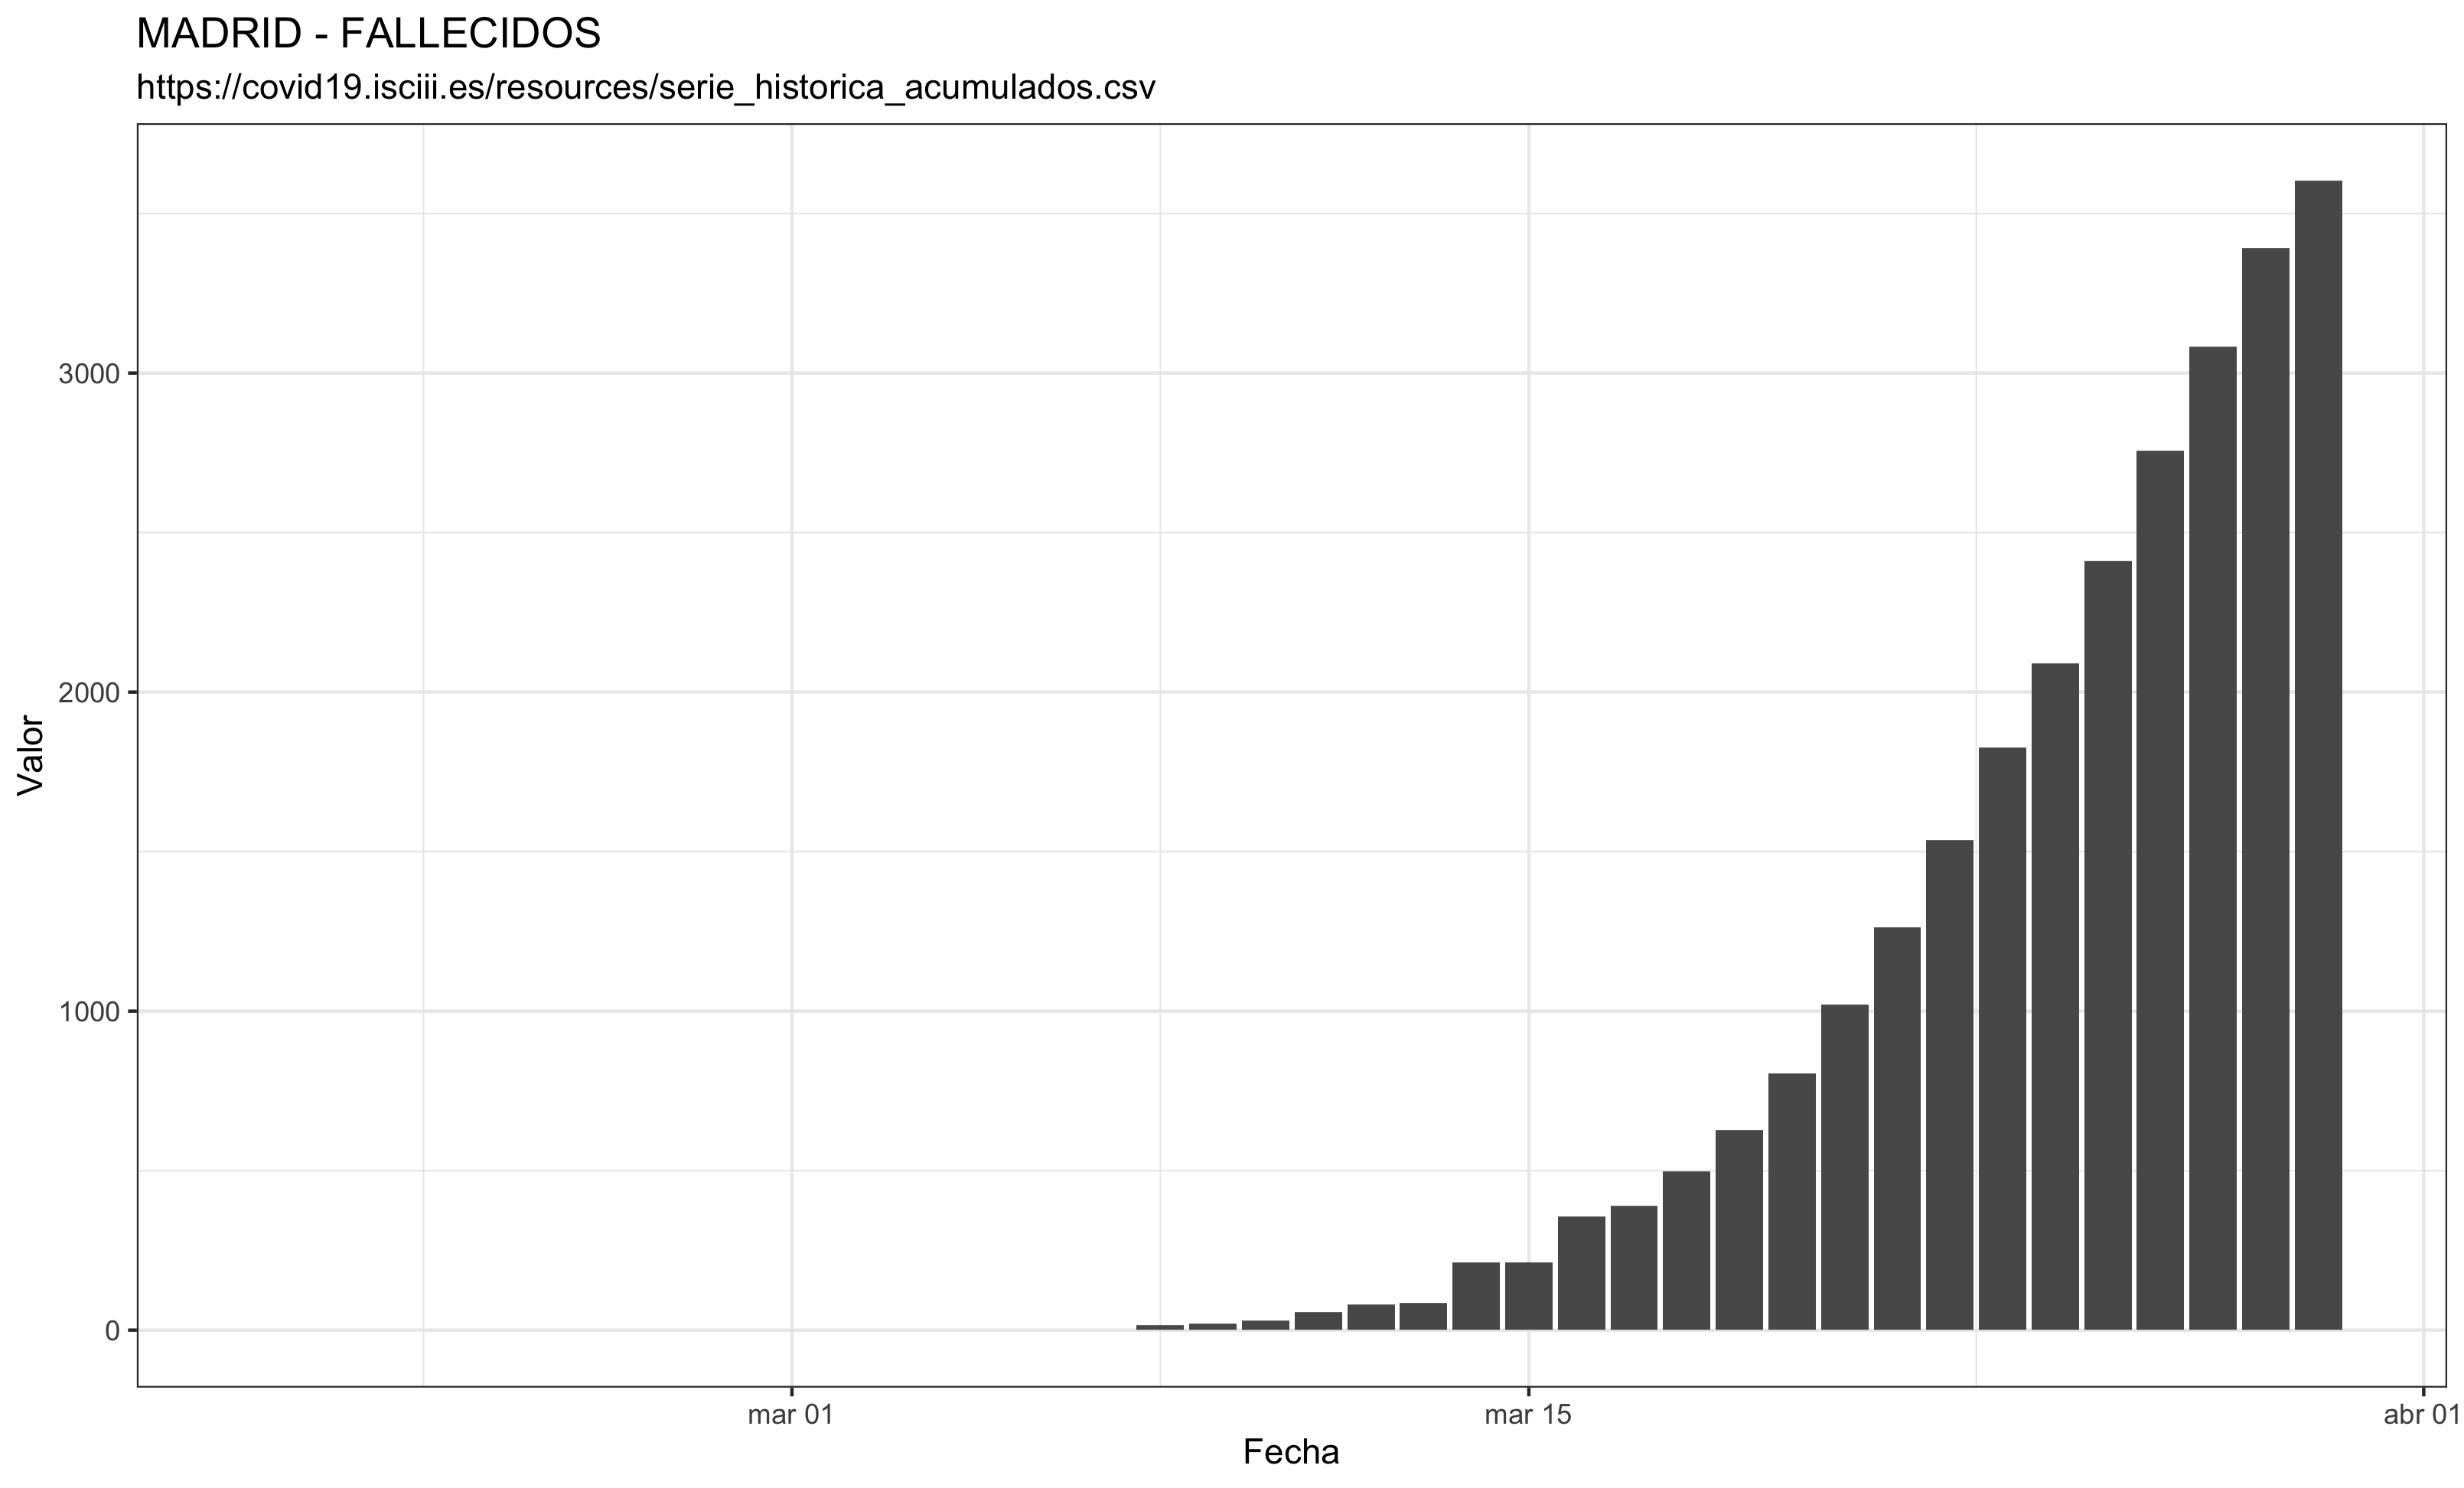 MADRID - FALLECIDOS
https://covid19.isciii.es/resources/serie_historica_acumulados.csv
Valor
3000
2000
1000
0
mar 01
mar 15
abr 01
Fecha